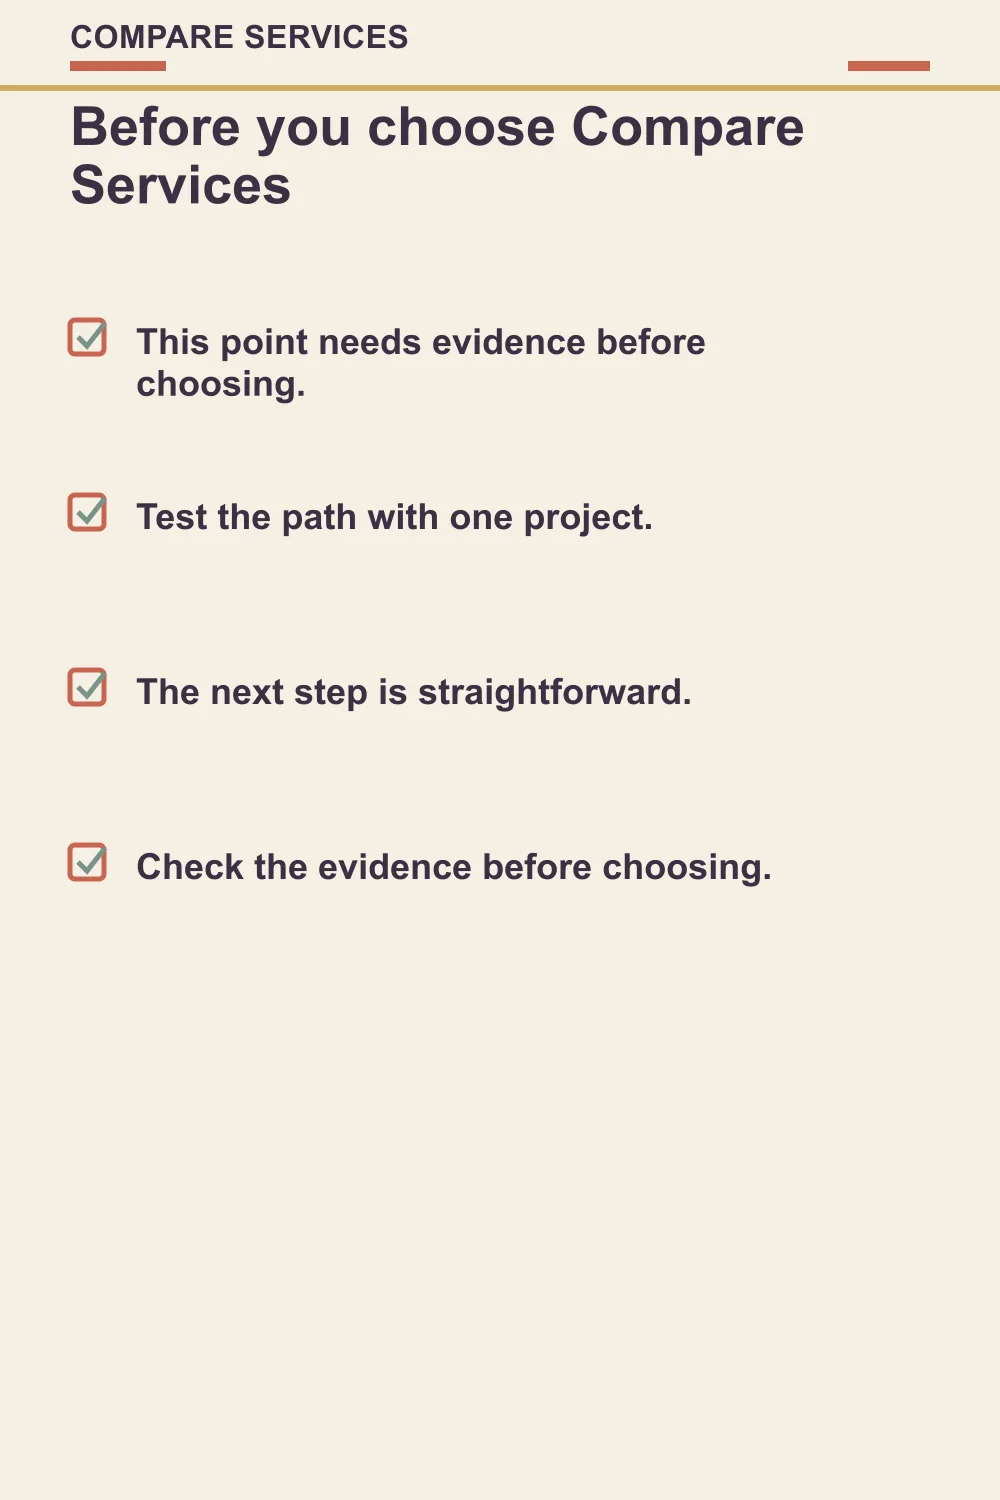 COMPARE SERVICES
Before you choose Compare
Services
This point needs evidence before
choosing.
Test the path with one project.
The next step is straightforward.
Check the evidence before choosing.